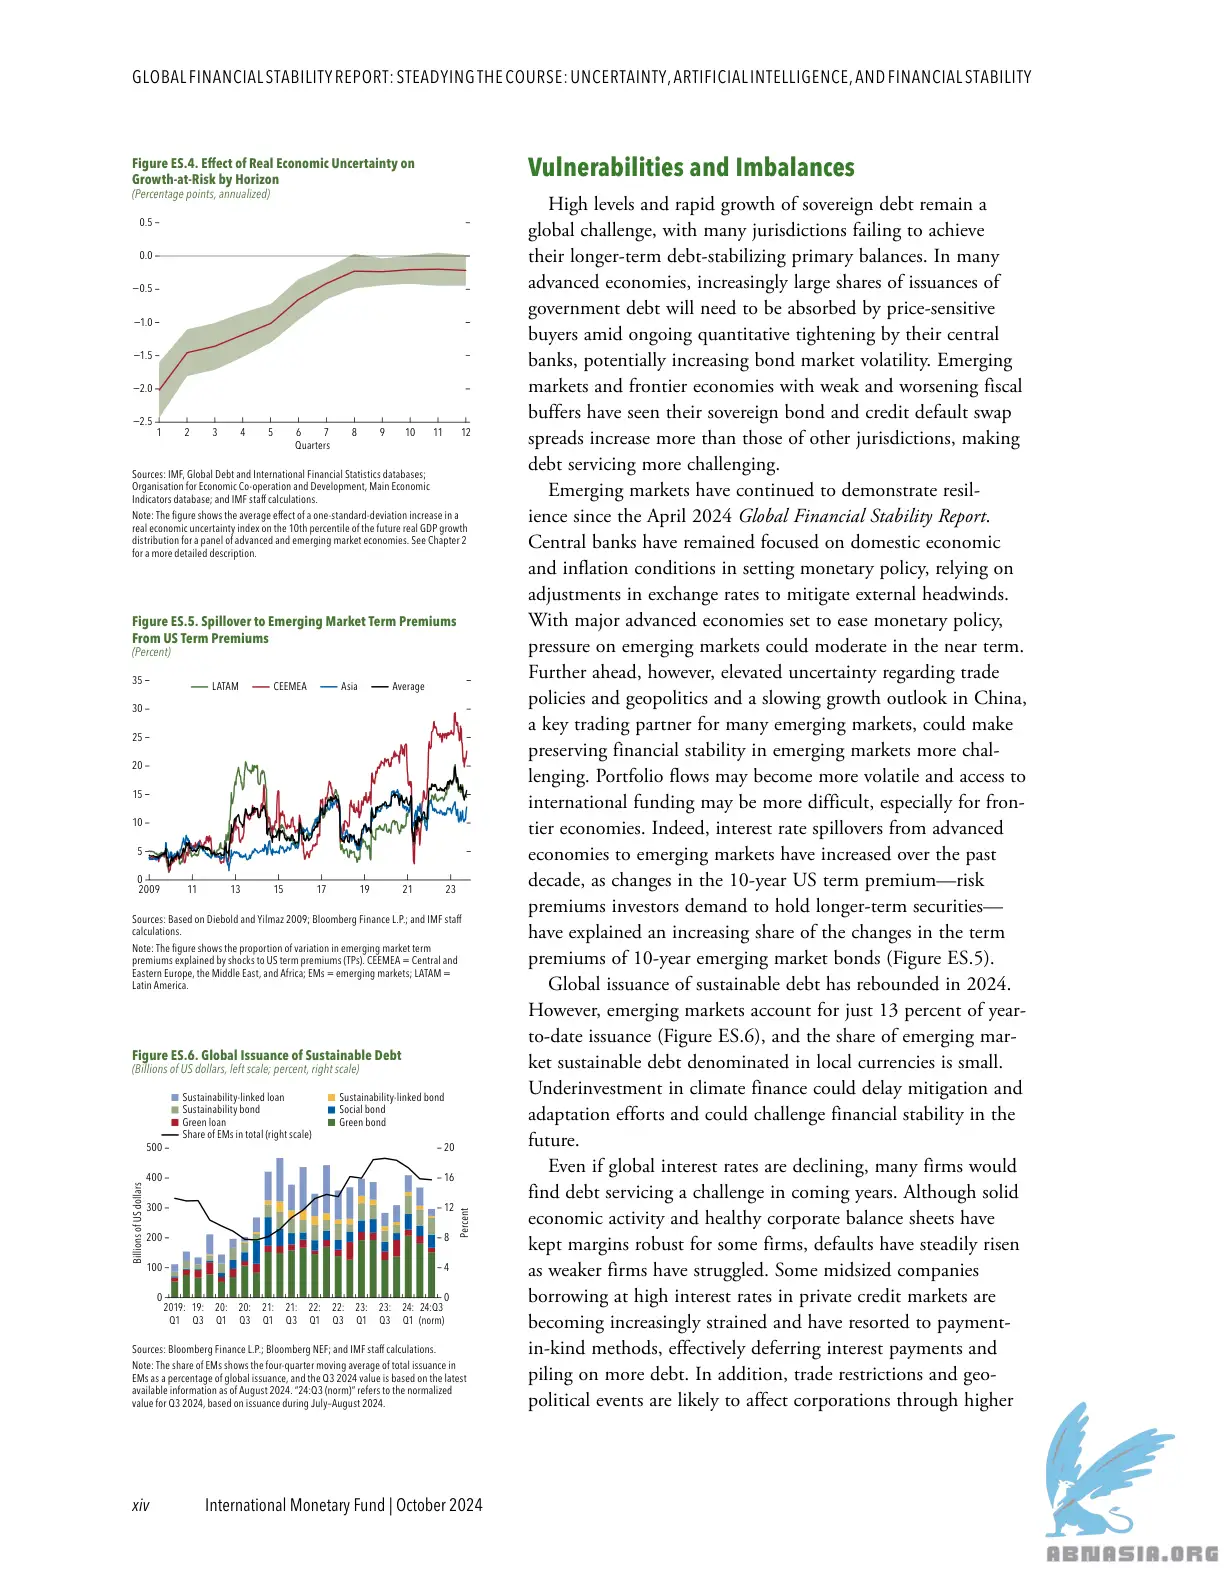 GLOBAL FINANCIAL STABILITY REPORT: STEADYING THE COURSE: UNCERTAINTY, ARTIFICIAL INTELLIGENCE, AND FINANCIAL STABILITY
Figure ES.4. Effect of Real Economic Uncertainty on
Growth-at-Risk by Horizon
(Percentage points, annualized)
0.5
0.0
–0.5
–1.0
–1.5
–2.0
–2.5
1 2 3 4 5 6 7 8 9 10 11 12
Quarters
Sources: IMF, Global Debt and International Financial Statistics databases;
Organisation for Economic Co-operation and Development, Main Economic
Indicators database; and IMF staff calculations.
Note: The figure shows the average effect of a one-standard-deviation increase in a
real economic uncertainty index on the 10th percentile of the future real GDP growth
distribution for a panel of advanced and emerging market economies. See Chapter 2
for a more detailed description.
Figure ES.5. Spillover to Emerging Market Term Premiums
From US Term Premiums
(Percent)
LATAM CEEMEA Asia Average
35
30
25
20
15
10
5
0
2009 11 13 15 17 19 21 23
Sources: Based on Diebold and Yilmaz 2009; Bloomberg Finance L.P.; and IMF staff
calculations.
Note: The figure shows the proportion of variation in emerging market term
premiums explained by shocks to US term premiums (TPs). CEEMEA = Central and
Eastern Europe, the Middle East, and Africa; EMs = emerging markets; LATAM =
Latin America.
Figure ES.6. Global Issuance of Sustainable Debt
(Billions of US dollars, left scale; percent, right scale)
Sustainability-linked loan Sustainability-linked bond
Sustainability bond Social bond
Green loan Green bond
Share of EMs in total (right scale)
500 20
400 16
300 12
200 8
100 4
0 0
Billions of US dollars
Percent
2019: 19: 20: 20: 21: 21: 22: 22: 23: 23: 24: 24:Q3
Q1 Q3 Q1 Q3 Q1 Q3 Q1 Q3 Q1 Q3 Q1 (norm)
Sources: Bloomberg Finance L.P.; Bloomberg NEF; and IMF staff calculations.
Note: The share of EMs shows the four-quarter moving average of total issuance in
EMs as a percentage of global issuance, and the Q3 2024 value is based on the latest
available information as of August 2024. “24:Q3 (norm)” refers to the normalized
value for Q3 2024, based on issuance during July–August 2024.
Vulnerabilities and Imbalances
High levels and rapid growth of sovereign debt remain a
global challenge, with many jurisdictions failing to achieve
their longer-term debt-stabilizing primary balances. In many
advanced economies, increasingly large shares of issuances of
government debt will need to be absorbed by price-sensitive
buyers amid ongoing quantitative tightening by their central
banks, potentially increasing bond market volatility. Emerging
markets and frontier economies with weak and worsening fiscal
buffers have seen their sovereign bond and credit default swap
spreads increase more than those of other jurisdictions, making
debt servicing more challenging.
Emerging markets have continued to demonstrate resil-
ience since the April 2024 Global Financial Stability Report.
Central banks have remained focused on domestic economic
and inflation conditions in setting monetary policy, relying on
adjustments in exchange rates to mitigate external headwinds.
With major advanced economies set to ease monetary policy,
pressure on emerging markets could moderate in the near term.
Further ahead, however, elevated uncertainty regarding trade
policies and geopolitics and a slowing growth outlook in China,
a key trading partner for many emerging markets, could make
preserving financial stability in emerging markets more chal-
lenging. Portfolio flows may become more volatile and access to
international funding may be more difficult, especially for fron-
tier economies. Indeed, interest rate spillovers from advanced
economies to emerging markets have increased over the past
decade, as changes in the 10-year US term premium—risk
premiums investors demand to hold longer-term securities—
have explained an increasing share of the changes in the term
premiums of 10-year emerging market bonds (Figure ES.5).
Global issuance of sustainable debt has rebounded in 2024.
However, emerging markets account for just 13 percent of year-
to-date issuance (Figure ES.6), and the share of emerging mar-
ket sustainable debt denominated in local currencies is small.
Underinvestment in climate finance could delay mitigation and
adaptation efforts and could challenge financial stability in the
future.
Even if global interest rates are declining, many firms would
find debt servicing a challenge in coming years. Although solid
economic activity and healthy corporate balance sheets have
kept margins robust for some firms, defaults have steadily risen
as weaker firms have struggled. Some midsized companies
borrowing at high interest rates in private credit markets are
becoming increasingly strained and have resorted to payment-
in-kind methods, effectively deferring interest payments and
piling on more debt. In addition, trade restrictions and geo-
political events are likely to affect corporations through higher
xiv International Monetary Fund | October 2024
ABNASIA.ORG